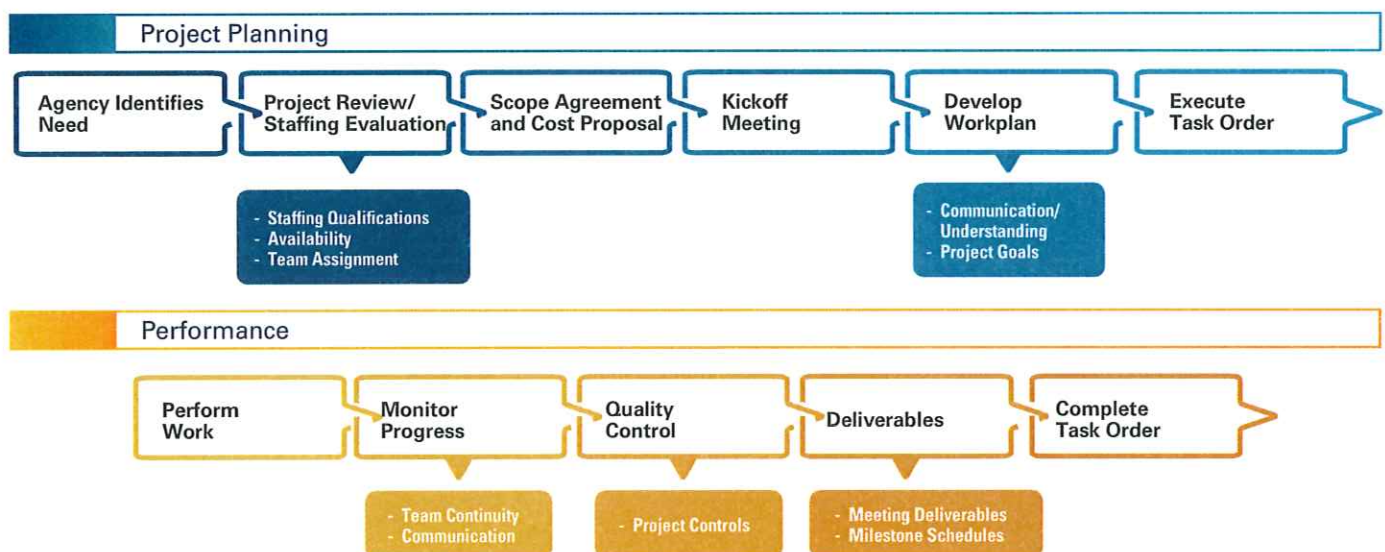 Project Planning
Agency Identifies
Need
Project Review/
Staffing Evaluation
Scope Agreement
and Cost Proposal
Kickoff
Meeting
Develop
Workplan
Execute
Task Order
- Staffing Qualifications
- Availability
- Team Assignment
- Communication/
Understanding
- Project Goals
Performance
Perform
Work
Monitor
Progress
Quality
Control
Deliverables
Complete
Task Order
- Team Continuity
- Communication
- Project Controls
- Meeting Deliverables
- Milestone Schedules